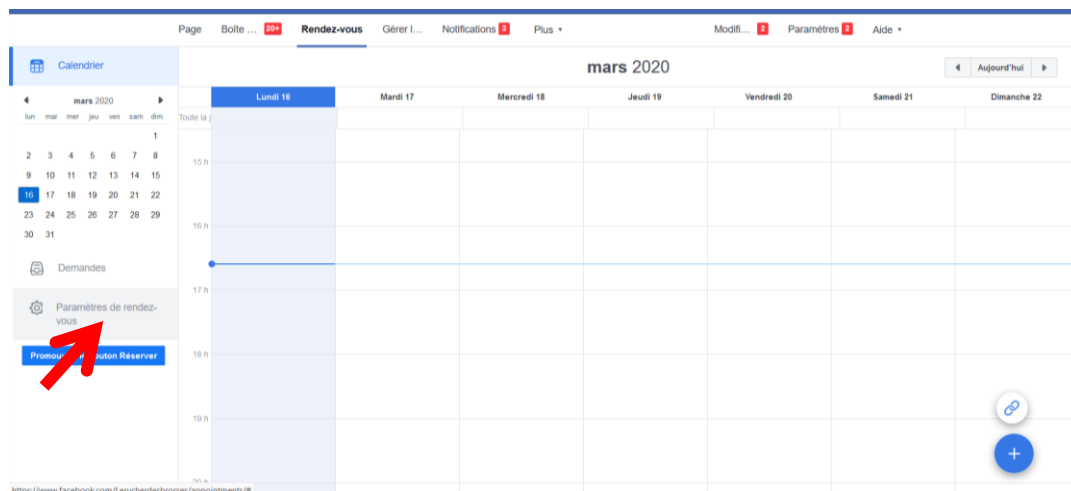 Page Boîte ... 20+ Rendez-vous Gérer l... Notifications 3 Plus Modifi... 2 Paramètres 2 Aide
Calendrier
mars 2020
Aujourd'hui
mars 2020
lun mar mer jeu ven sam dim
1
2 3 4 5 6 7 8
9 10 11 12 13 14 15
16 17 18 19 20 21 22
23 24 25 26 27 28 29
30 31
Demandes
Paramètres de rendez-
vous
Réserver
Lundi 16 Mardi 17 Mercredi 18 Jeudi 19 Vendredi 20 Samedi 21 Dimanche 22
Toute la j
15 h
16 h
17 h
18 h
19 h